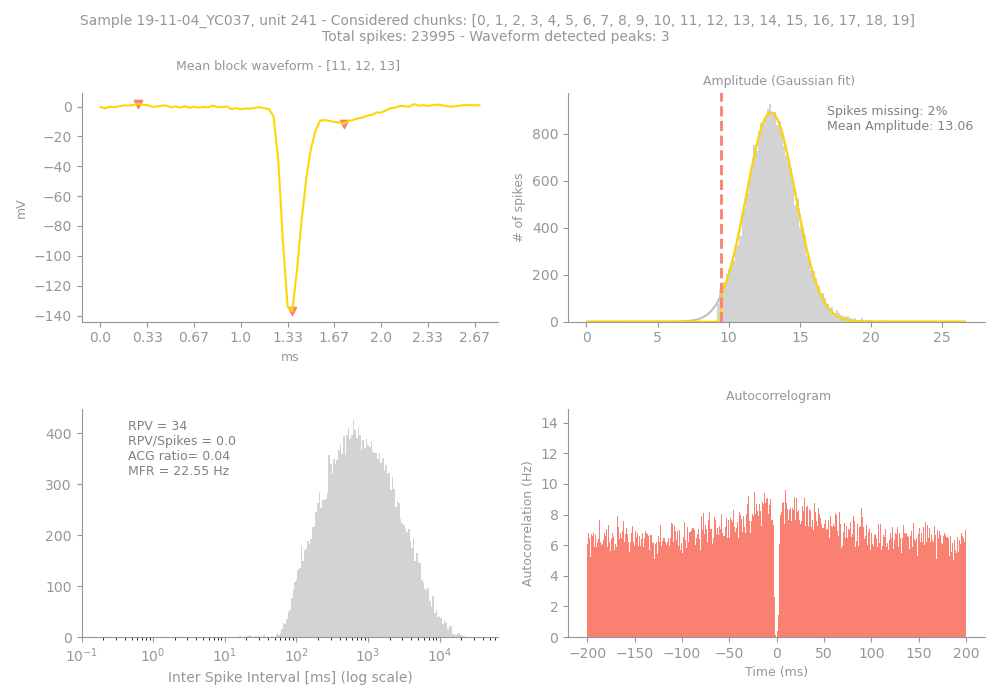 Sample 19-11-04_YC037, unit 241 - Considered chunks: [0, 1, 2, 3, 4, 5, 6, 7, 8, 9, 10, 11, 12, 13, 14, 15, 16, 17, 18, 19]
Total spikes: 23995 - Waveform detected peaks: 3
Mean block waveform - [11, 12, 13]
0
−20
−40
−60
−80
−100
−120
−140
mV
0.0 0.33 0.67 1.0 1.33 1.67 2.0 2.33 2.67
ms
Amplitude (Gaussian fit)
Spikes missing: 2%
Mean Amplitude: 13.06
800
600
400
200
0
# of spikes
0 5 10 15 20 25
RPV = 34
RPV/Spikes = 0.0
ACG ratio= 0.04
MFR = 22.55 Hz
400
300
200
100
0
10⁻¹ 10⁰ 10¹ 10² 10³ 10⁴
Inter Spike Interval [ms] (log scale)
Autocorrelogram
14
12
10
8
6
4
2
0
Autocorrelation (Hz)
−200 −150 −100 −50 0 50 100 150 200
Time (ms)